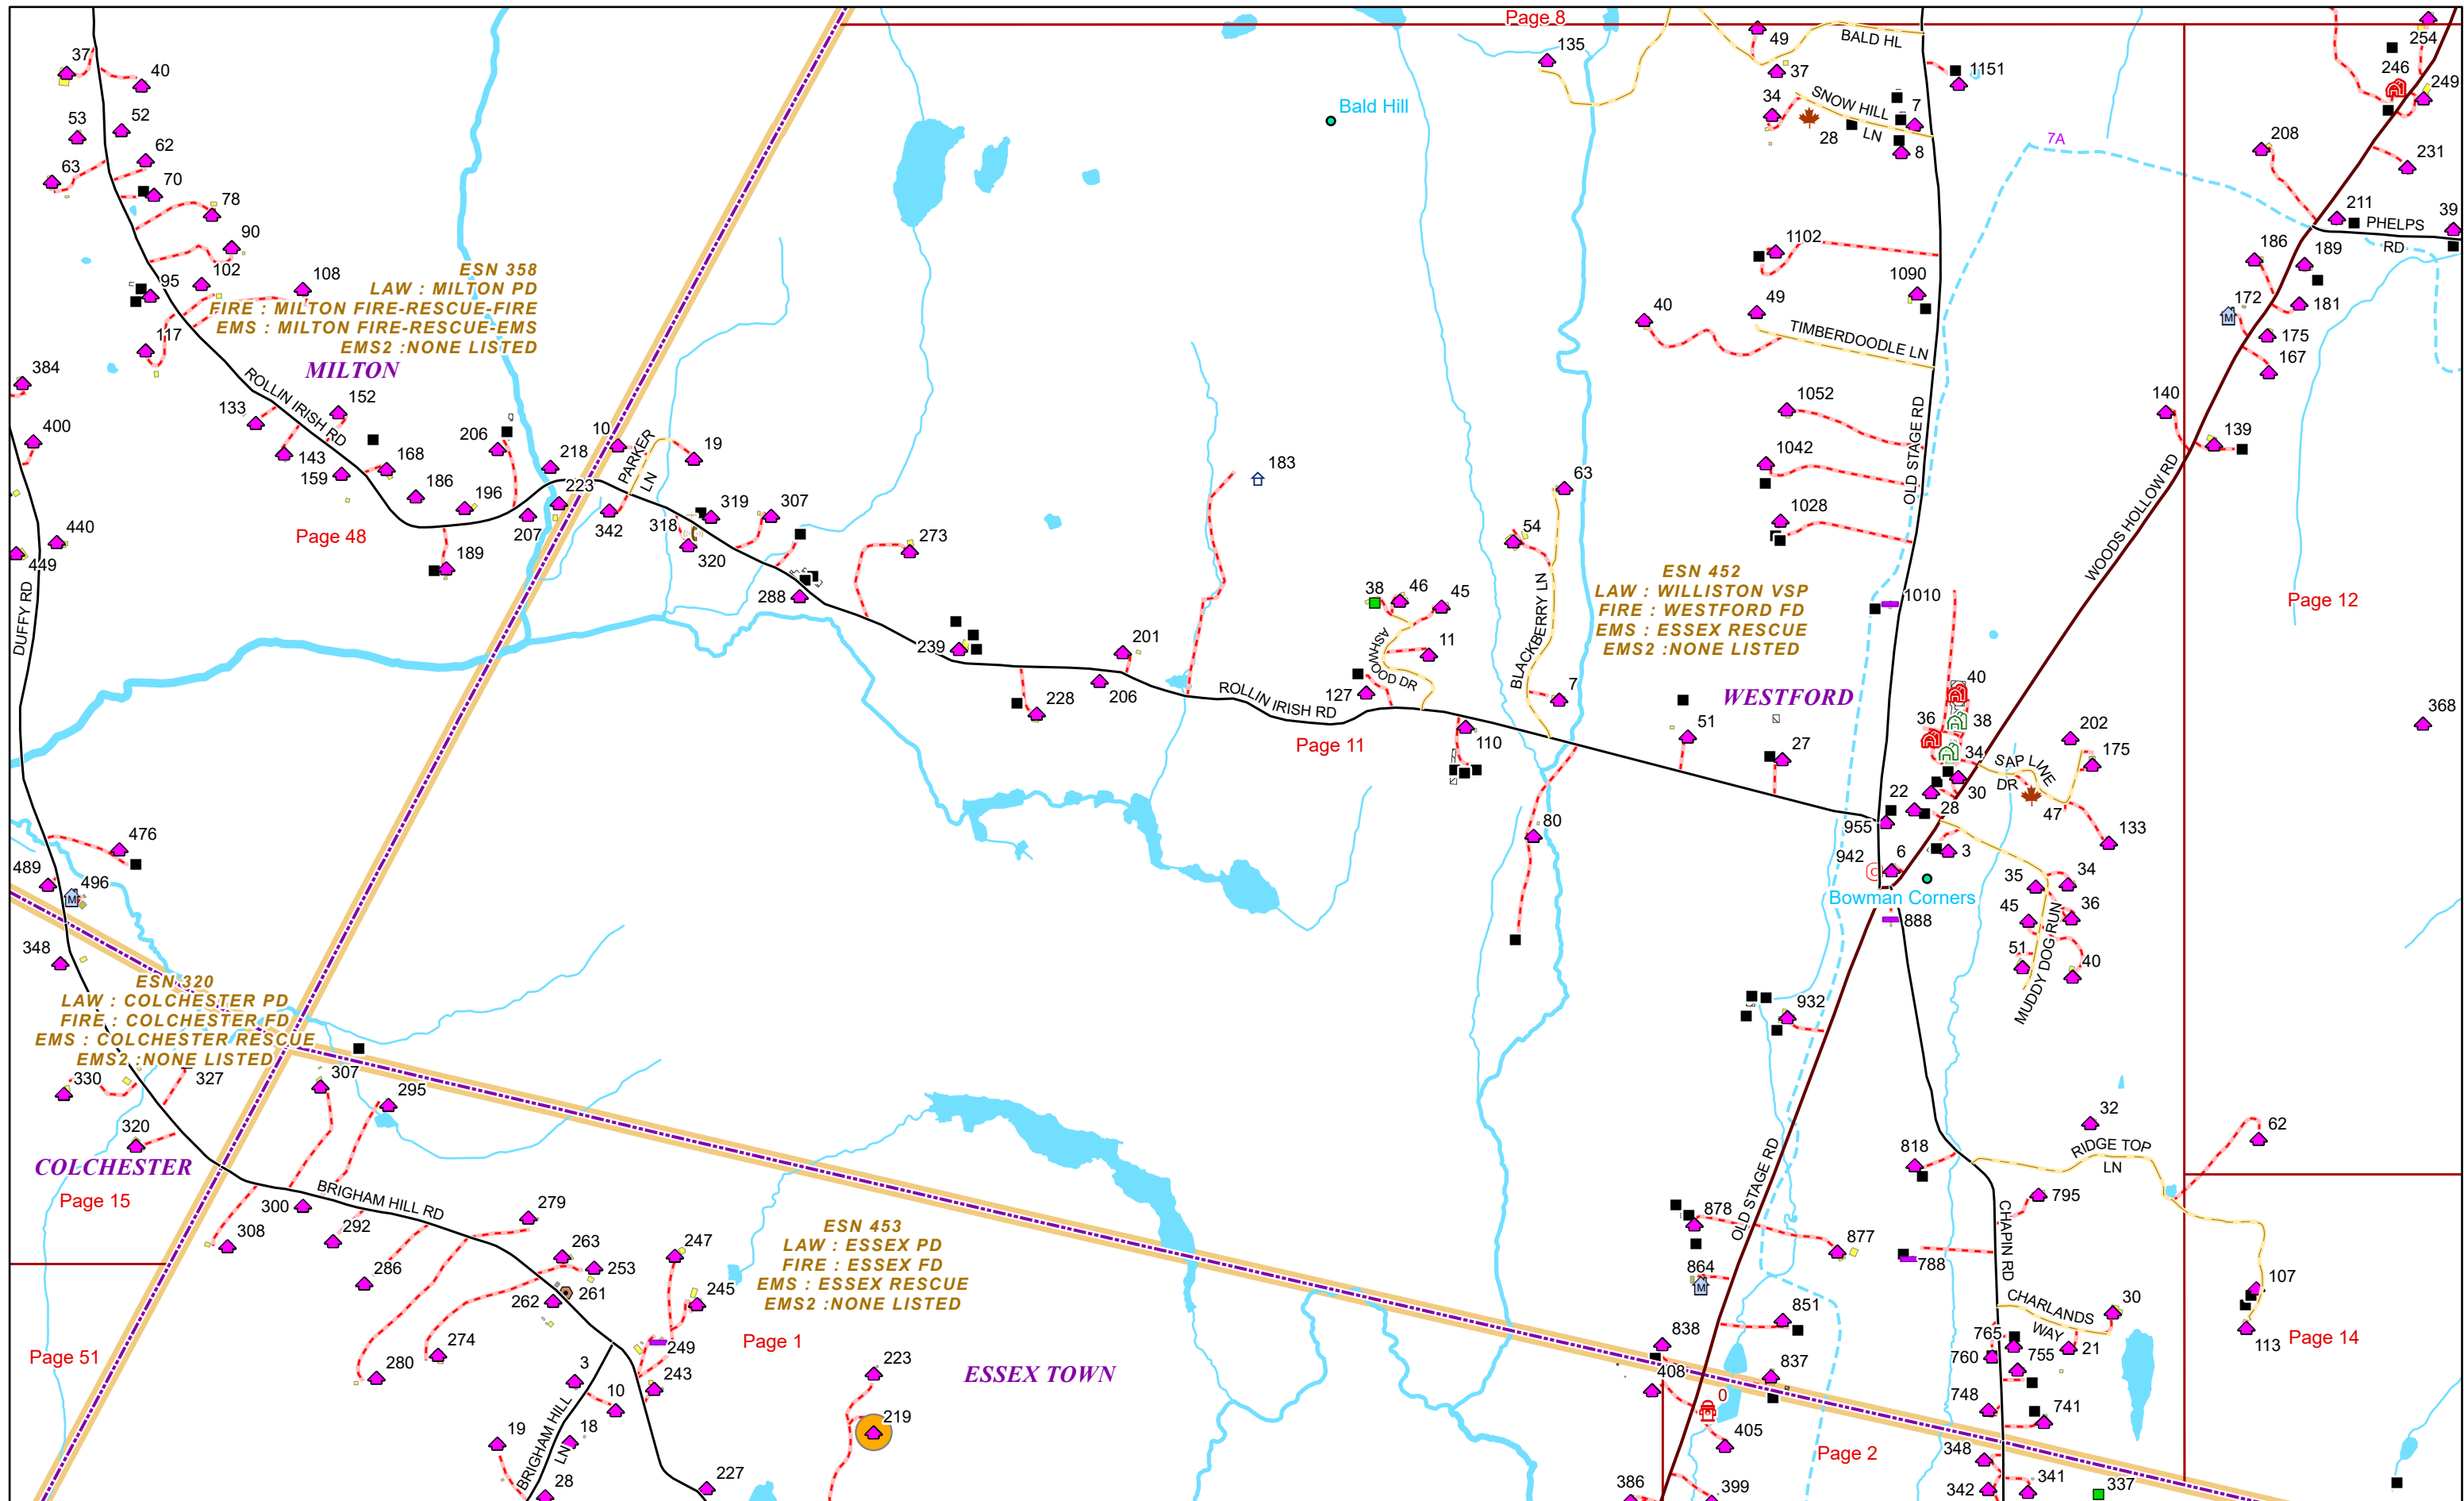 Page 8
37
40
53
52
62
63
70
78
90
95
102
108
117
ESN 358
LAW : MILTON PD
FIRE : MILTON FIRE-RESCUE-FIRE
EMS : MILTON FIRE-RESCUE-EMS
EMS2 :NONE LISTED
MILTON
384
400
440
449
DUFFY RD
133
152
143
159
168
186
196
206
207
218
223
189
ROLLIN IRISH RD
Page 48
10
19
PARKER
LN
342
318
319
320
307
288
273
239
228
201
206
183
Bald Hill
135
BALD HL
49
37
34
SNOW HILL
LN
28
7
8
1151
7A
254
246
249
231
208
211
PHELPS
RD
39
186
189
172
181
175
167
140
139
1102
1090
49
40
TIMBERDOODLE LN
1052
1042
1028
OLD STAGE RD
1010
WOODS HOLLOW RD
63
54
BLACKBERRY LN
7
38
46
45
11
ASHWOOD DR
127
ROLLIN IRISH RD
Page 11
110
80
ESN 452
LAW : WILLISTON VSP
FIRE : WESTFORD FD
EMS : ESSEX RESCUE
EMS2 :NONE LISTED
WESTFORD
Page 12
368
51
27
40
38
36
34
30
28
22
955
942
6
3
Bowman Corners
888
SAP LINE
DR
202
175
47
133
35
34
45
36
51
40
MUDDY DOG RUN
932
476
489
496
348
ESN 320
LAW : COLCHESTER PD
FIRE : COLCHESTER FD
EMS : COLCHESTER RESCUE
EMS2 :NONE LISTED
330
327
320
COLCHESTER
Page 15
Page 51
307
295
300
308
292
BRIGHAM HILL RD
279
286
280
274
263
253
261
262
247
245
249
243
3
10
18
19
28
BRIGHAM HILL
LN
227
223
219
ESN 453
LAW : ESSEX PD
FIRE : ESSEX FD
EMS : ESSEX RESCUE
EMS2 :NONE LISTED
Page 1
ESSEX TOWN
OLD STAGE RD
878
877
864
851
838
837
408
0
405
386
399
Page 2
818
32
RIDGE TOP
LN
62
795
CHAPIN RD
788
CHARLANDS
WAY
30
21
765
760
755
748
741
348
342
341
337
107
113
Page 14